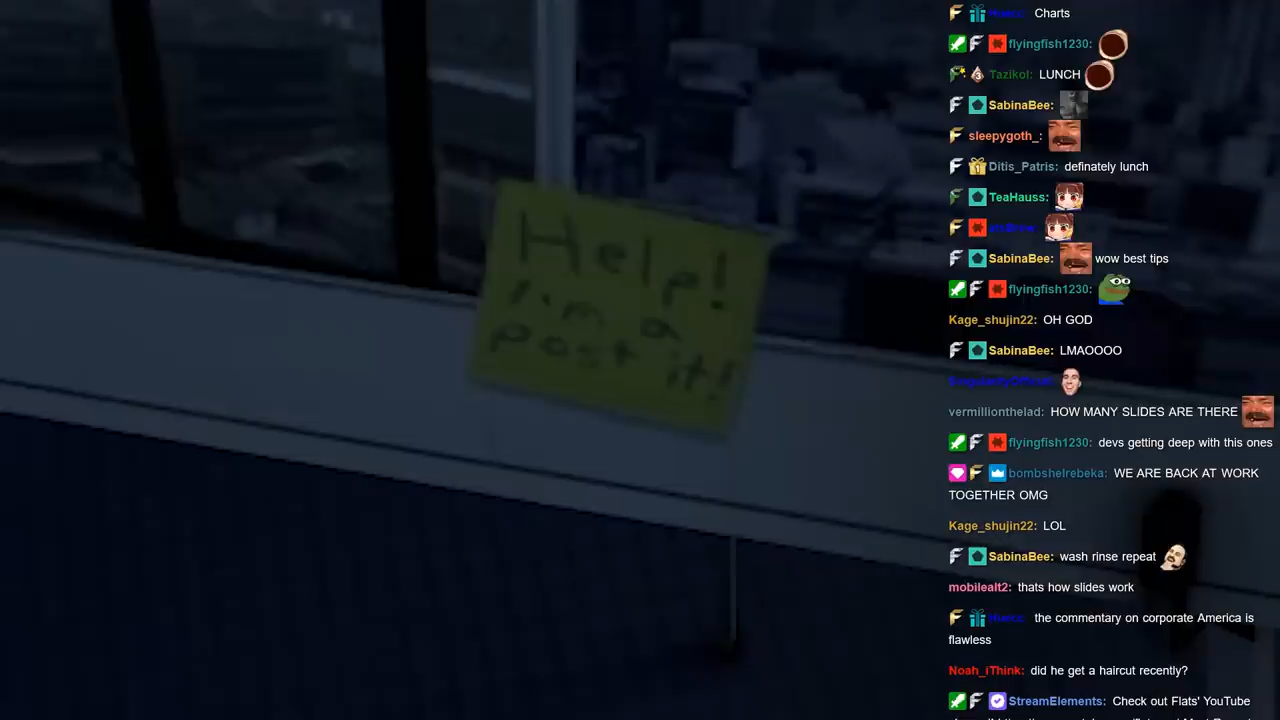 Help!
I'm a
post it!
Charts
flyingfish1230:
Tazikol: LUNCH
SabinaBee:
sleepygoth_:
Ditis_Patris: definately lunch
TeaHauss:
SabinaBee: wow best tips
flyingfish1230:
Kage_shujin22: OH GOD
SabinaBee: LMAOOOO
vermillionthelad: HOW MANY SLIDES ARE THERE
flyingfish1230: devs getting deep with this ones
bombshelrebeka: WE ARE BACK AT WORK
TOGETHER OMG
Kage_shujin22: LOL
SabinaBee: wash rinse repeat
mobilealt2: thats how slides work
the commentary on corporate America is
flawless
Noah_iThink: did he get a haircut recently?
StreamElements: Check out Flats' YouTube